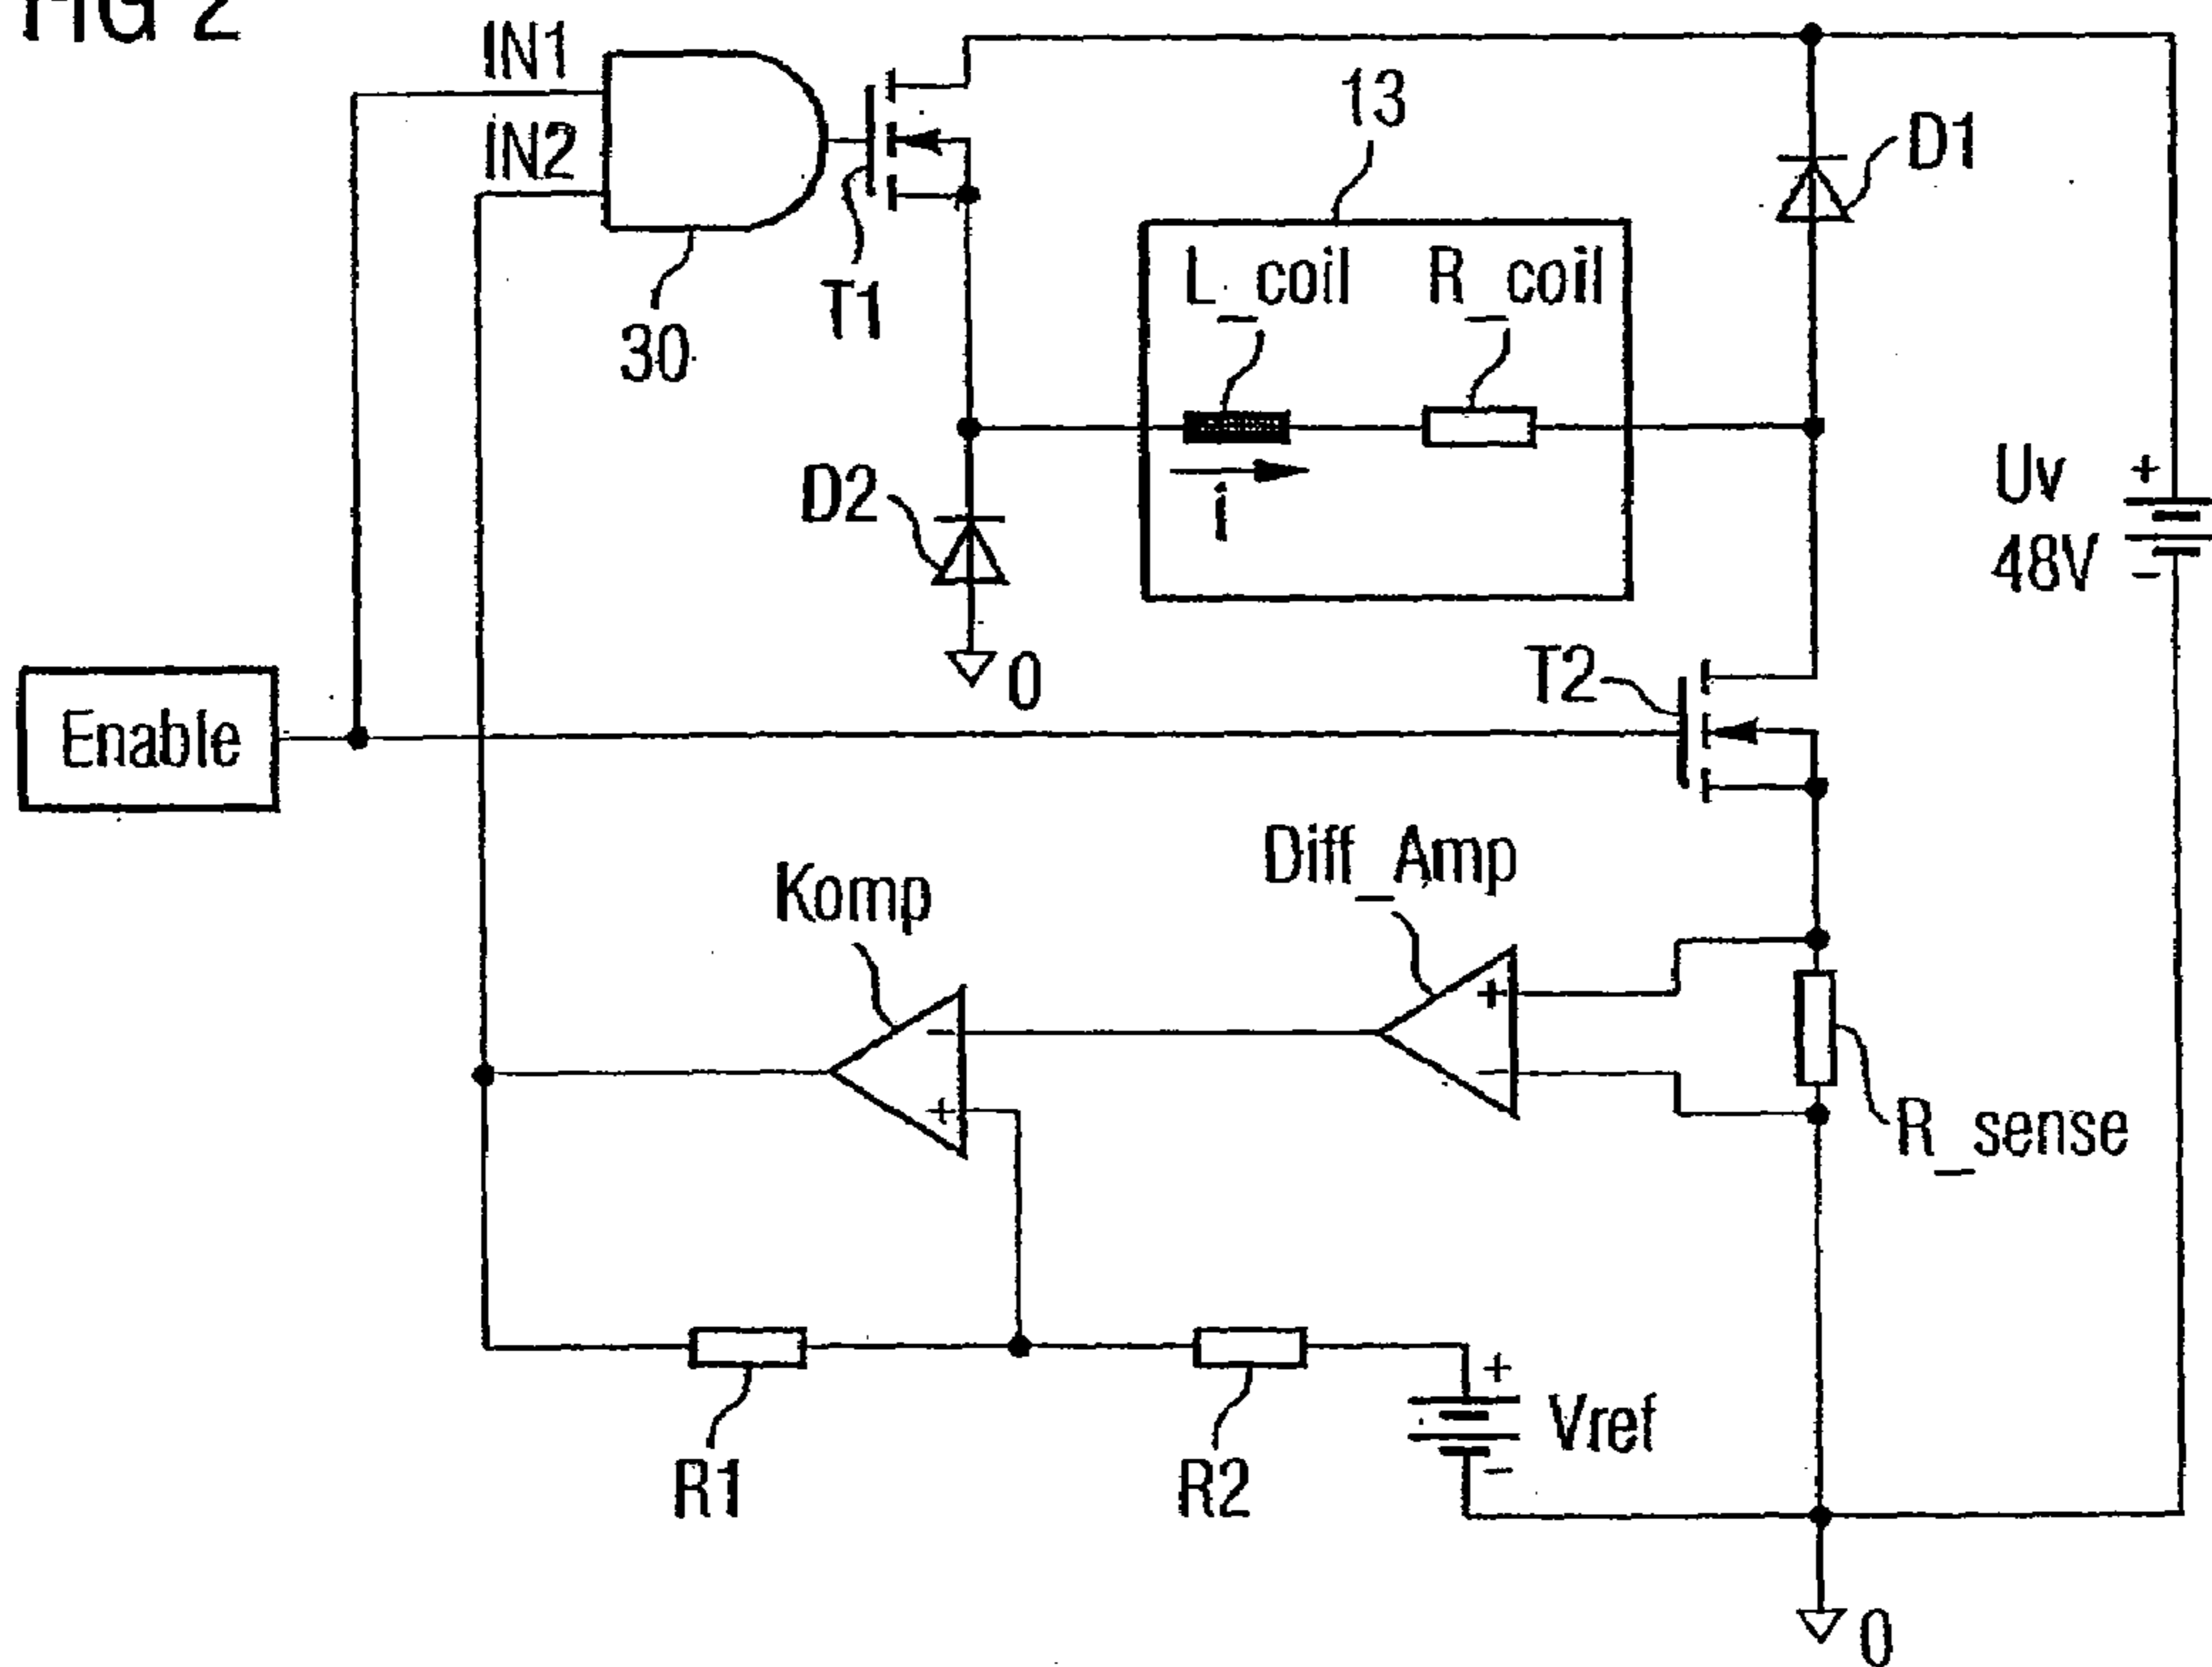 FIG 2
IN1
IN2
30
T1
13
L_coil
R_coil
i
D1
D2
0
Uv
48V
+
−
Enable
T2
Diff_Amp
+
−
Komp
−
+
R_sense
R1
R2
+
−
Vref
0